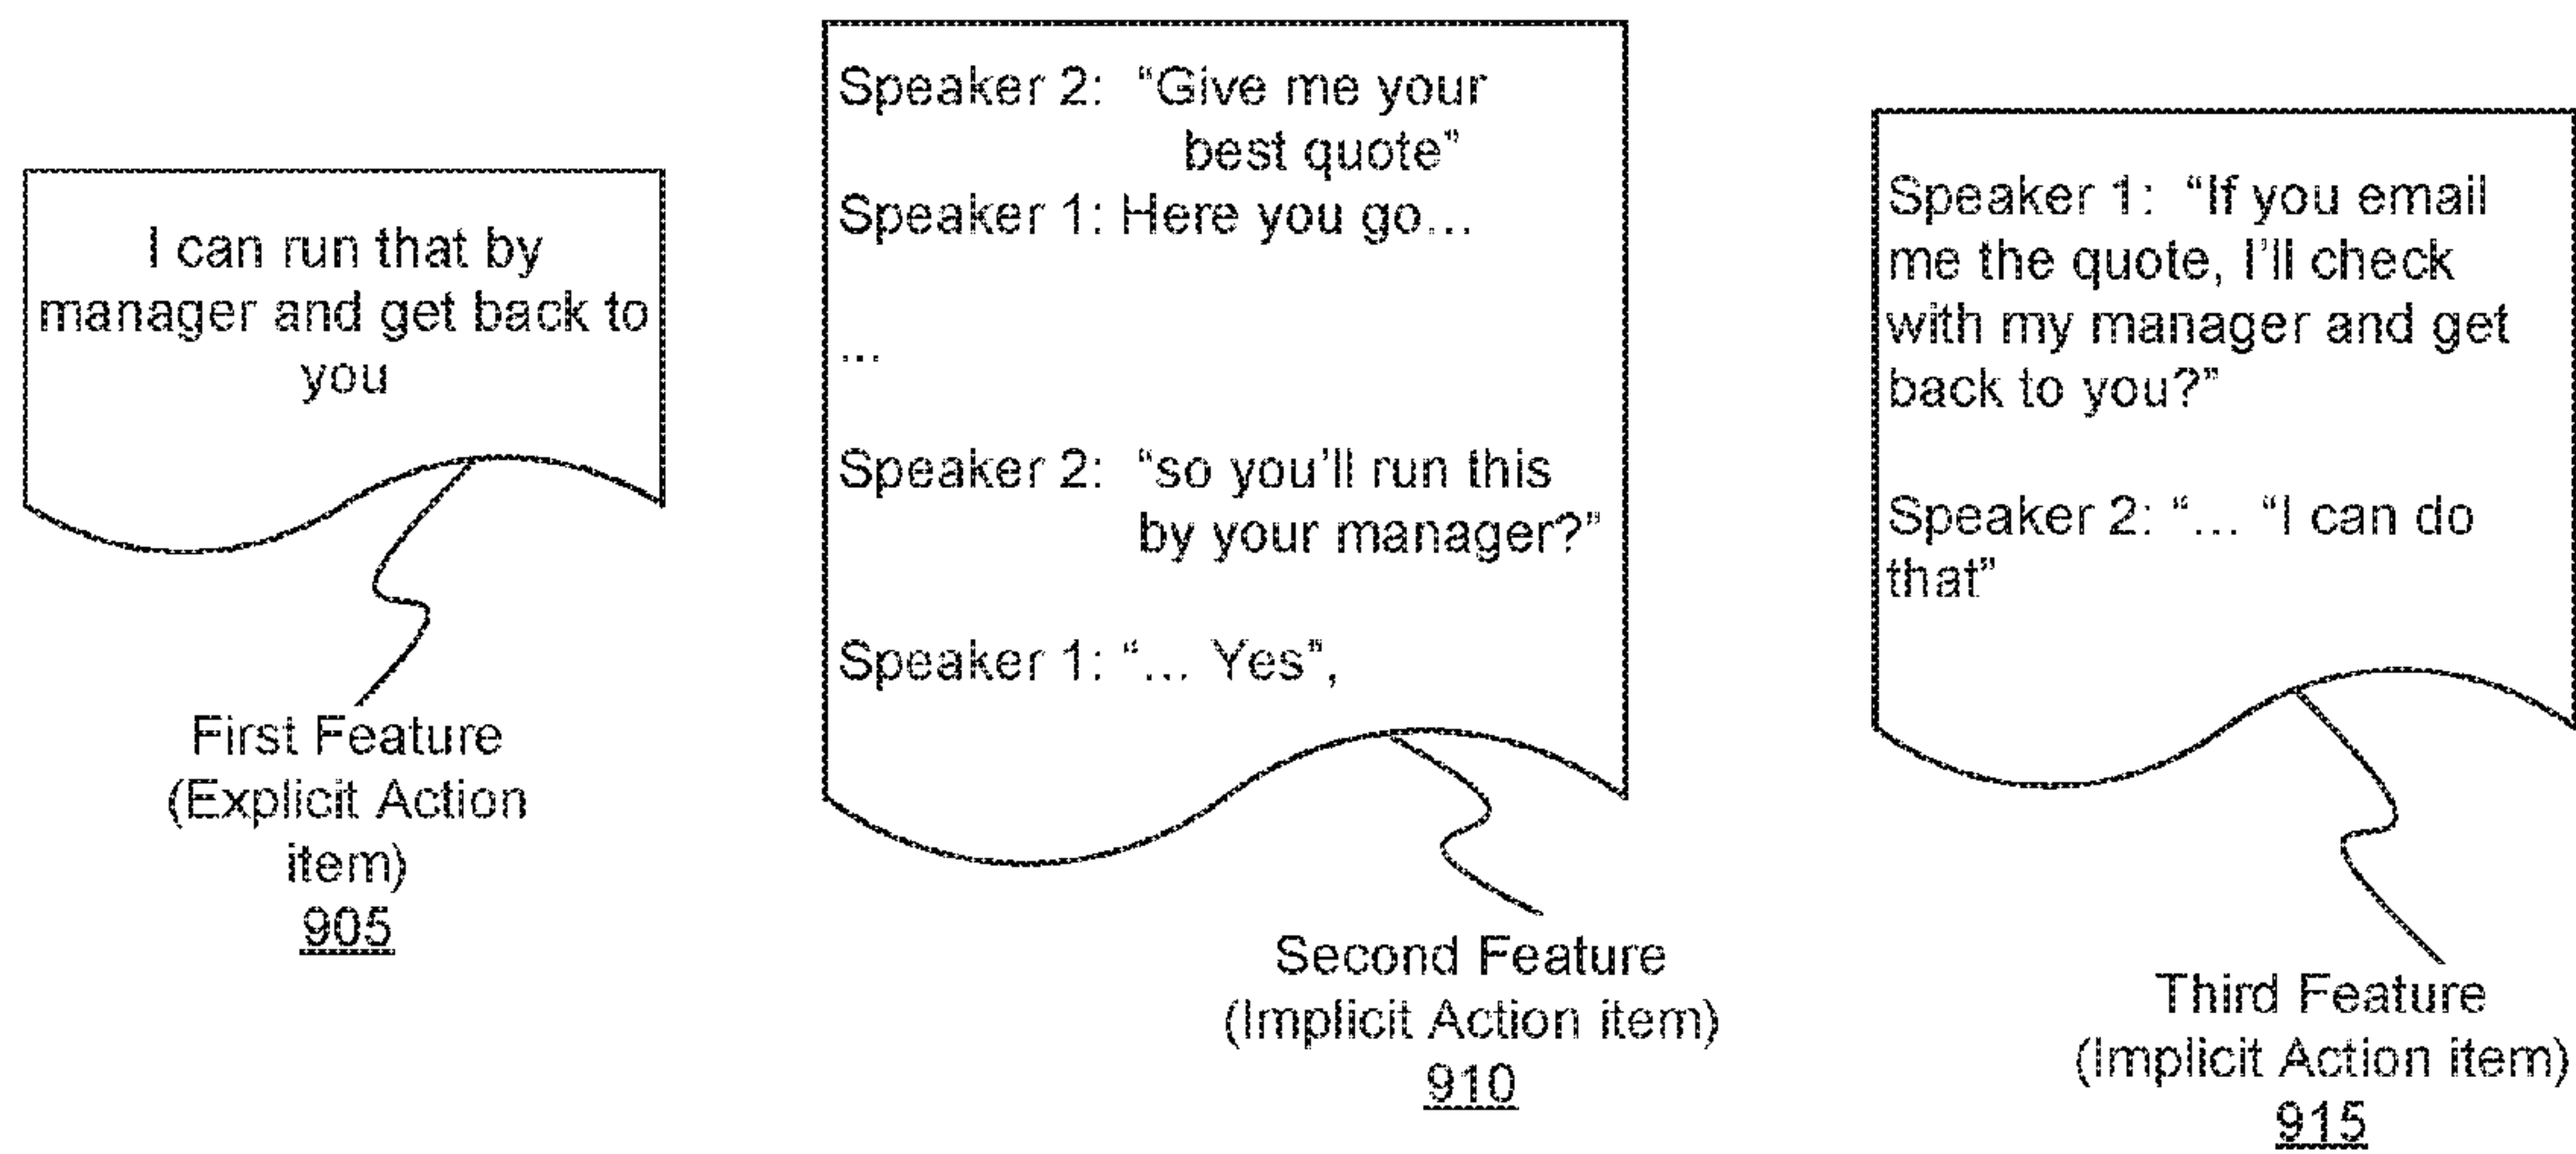 I can run that by
manager and get back to
you
First Feature
(Explicit Action
item)
905
Speaker 2: “Give me your
best quote”
Speaker 1: Here you go...
...
Speaker 2: “so you’ll run this
by your manager?”
Speaker 1: “... Yes”,
Second Feature
(Implicit Action item)
910
Speaker 1: “If you email
me the quote, I’ll check
with my manager and get
back to you?”
Speaker 2: “... “I can do
that”
Third Feature
(Implicit Action item)
915